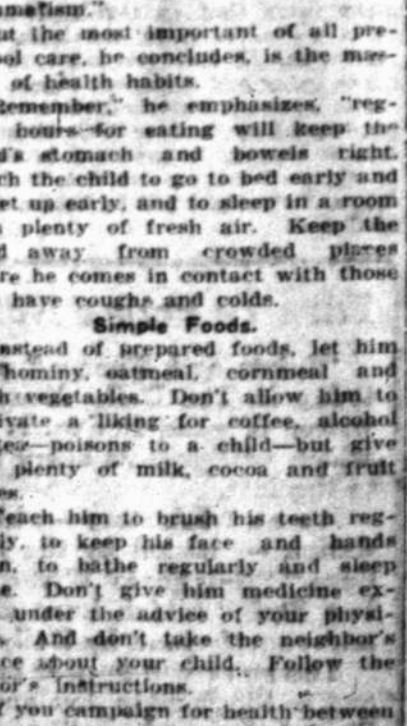 matism."
ut the most important of all pre-
ool care, he concludes, is the mas-
of health habits.
Remember," he emphasizes, "reg-
hours for eating will keep the
d's stomach and bowels right.
ch the child to go to bed early and
et up early, and to sleep in a room
plenty of fresh air. Keep the
d away from crowded places
re he comes in contact with those
have coughs and colds.
Simple Foods.
nstead of prepared foods, let him
hominy, oatmeal, cornmeal and
h vegetables. Don't allow him to
ivate a liking for coffee, alcohol
tea—poisons to a child—but give
plenty of milk, cocoa and fruit
es.
Teach him to brush his teeth reg-
ly, to keep his face and hands
n, to bathe regularly and sleep
e. Don't give him medicine ex-
under the advice of your physi-
. And don't take the neighbor's
ce about your child. Follow the
or's instructions.
f you campaign for health between